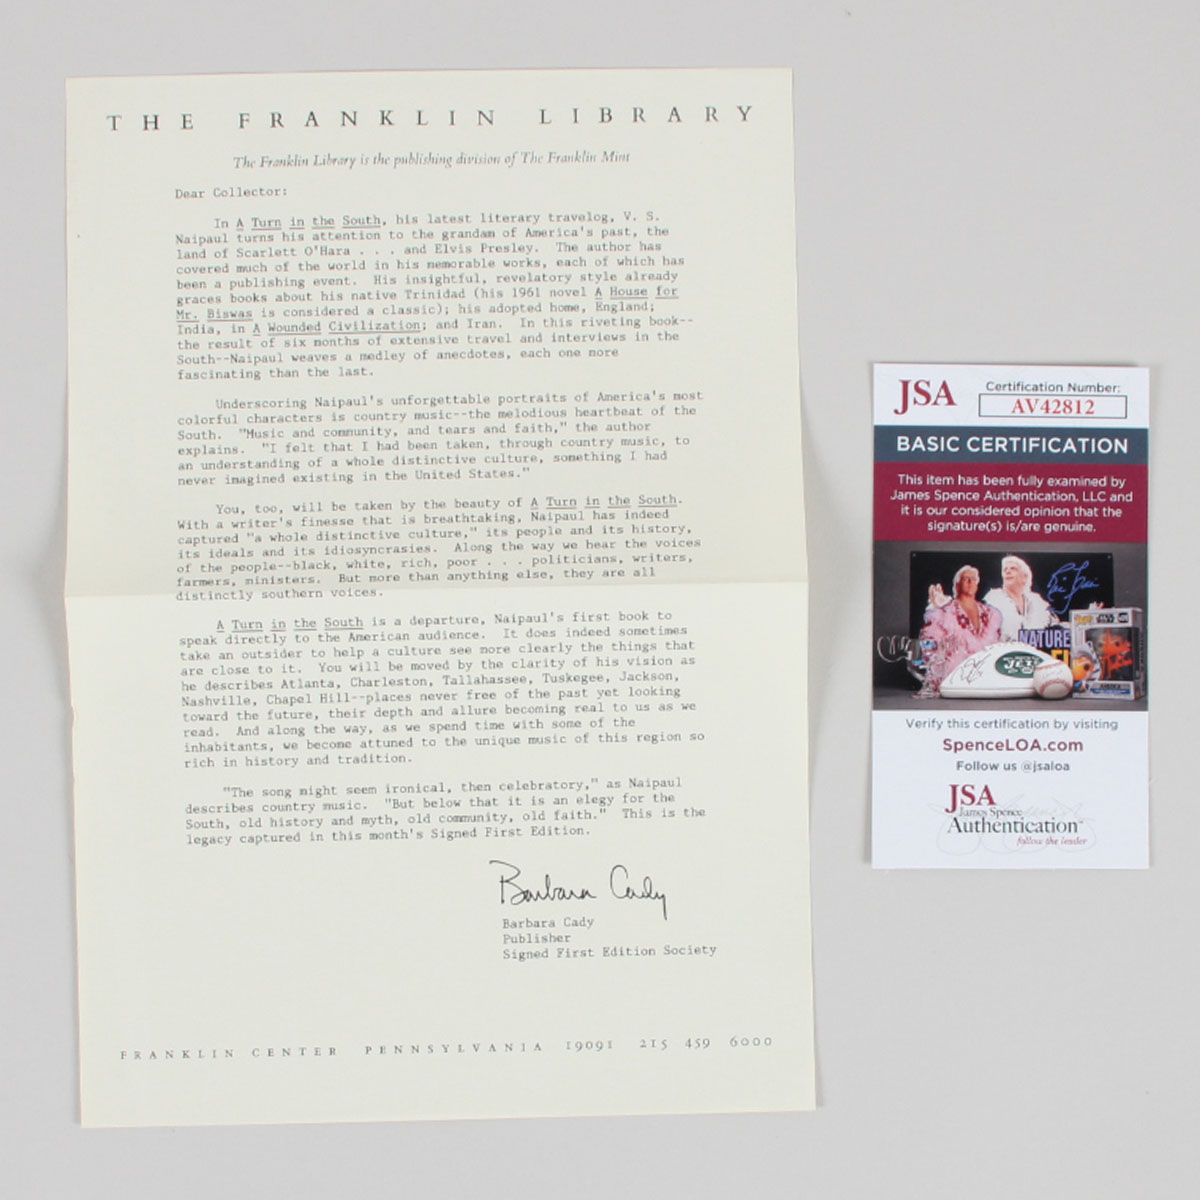 THE FRANKLIN LIBRARY
The Franklin Library is the publishing division of The Franklin Mint
Dear Collector:
In A Turn in the South, his latest literary travelog, V. S.
Naipaul turns his attention to the grandam of America's past, the
land of Scarlett O'Hara . . . and Elvis Presley. The author has
covered much of the world in his memorable works, each of which has
been a publishing event. His insightful, revelatory style already
graces books about his native Trinidad (his 1961 novel A House for
Mr. Biswas is considered a classic); his adopted home, England;
India, in A Wounded Civilization; and Iran. In this riveting book--
the result of six months of extensive travel and interviews in the
South--Naipaul weaves a medley of anecdotes, each one more
fascinating than the last.
Underscoring Naipaul's unforgettable portraits of America's most
colorful characters is country music--the melodious heartbeat of the
South. "Music and community, and tears and faith," the author
explains. "I felt that I had been taken, through country music, to
an understanding of a whole distinctive culture, something I had
never imagined existing in the United States."
You, too, will be taken by the beauty of A Turn in the South.
With a writer's finesse that is breathtaking, Naipaul has indeed
captured "a whole distinctive culture," its people and its history,
its ideals and its idiosyncrasies. Along the way we hear the voices
of the people--black, white, rich, poor . . . politicians, writers,
farmers, ministers. But more than anything else, they are all
distinctly southern voices.
A Turn in the South is a departure, Naipaul's first book to
speak directly to the American audience. It does indeed sometimes
take an outsider to help a culture see more clearly the things that
are close to it. You will be moved by the clarity of his vision as
he describes Atlanta, Charleston, Tallahassee, Tuskegee, Jackson,
Nashville, Chapel Hill--places never free of the past yet looking
toward the future, their depth and allure becoming real to us as we
read. And along the way, as we spend time with some of the
inhabitants, we become attuned to the unique music of this region so
rich in history and tradition.
"The song might seem ironical, then celebratory," as Naipaul
describes country music. "But below that it is an elegy for the
South, old history and myth, old community, old faith." This is the
legacy captured in this month's Signed First Edition.
Barbara Cady
Barbara Cady
Publisher
Signed First Edition Society
FRANKLIN CENTER PENNSYLVANIA 19091 215 459 6000
JSA
Certification Number:
AV42812
BASIC CERTIFICATION
This item has been fully examined by
James Spence Authentication, LLC and
it is our considered opinion that the
signature(s) is/are genuine.
NATURE
JETS
Verify this certification by visiting
SpenceLOA.com
Follow us @jsaloa
JSA
James Spence
Authentication™
follow the leader